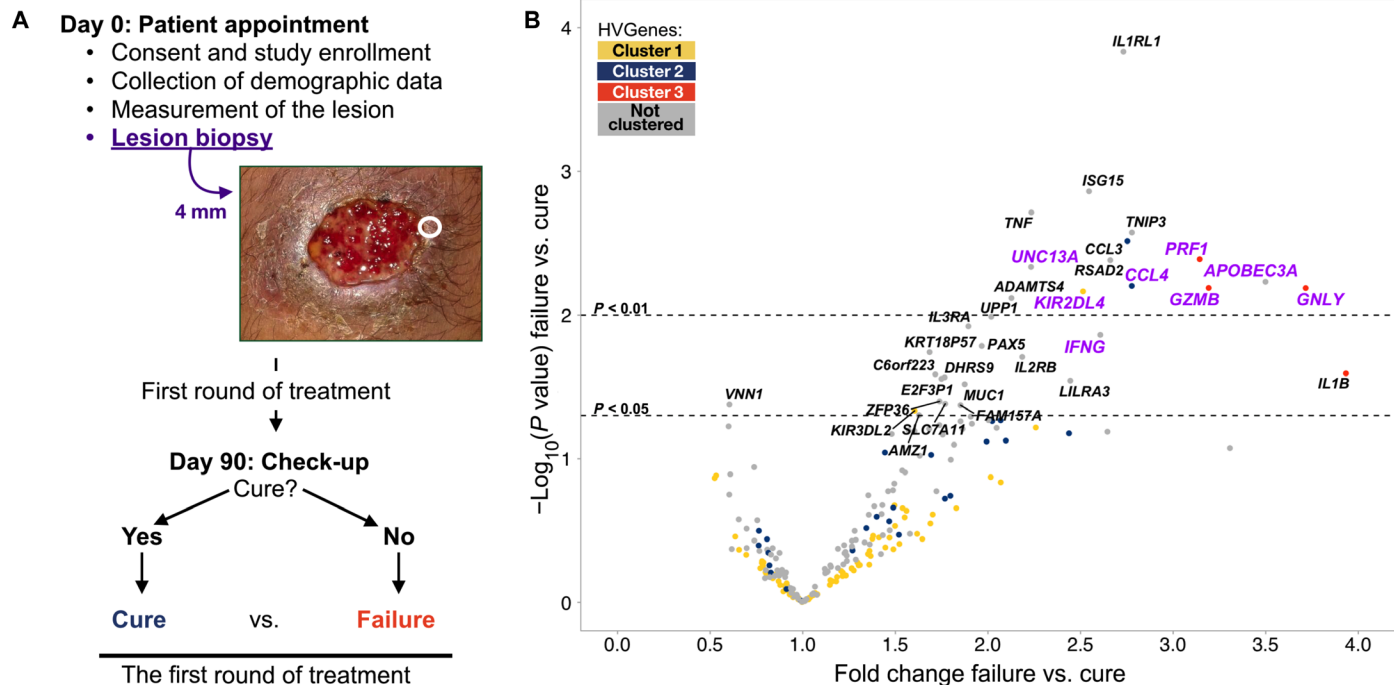 A
Day 0: Patient appointment
• Consent and study enrollment
• Collection of demographic data
• Measurement of the lesion
• Lesion biopsy
4 mm
First round of treatment
Day 90: Check-up
Cure?
Yes
No
Cure
vs.
Failure
The first round of treatment
B
HVGenes:
Cluster 1
Cluster 2
Cluster 3
Not
clustered
−Log10(P value) failure vs. cure
4
3
2
1
0
P < 0.01
P < 0.05
IL1RL1
ISG15
TNF
TNIP3
CCL3
PRF1
UNC13A
RSAD2
CCL4
APOBEC3A
ADAMTS4
KIR2DL4
GZMB
GNLY
UPP1
IL3RA
KRT18P57
PAX5
IFNG
C6orf223
DHRS9
IL2RB
IL1B
VNN1
E2F3P1
MUC1
LILRA3
ZFP36
FAM157A
KIR3DL2
SLC7A11
AMZ1
0.0
0.5
1.0
1.5
2.0
2.5
3.0
3.5
4.0
Fold change failure vs. cure